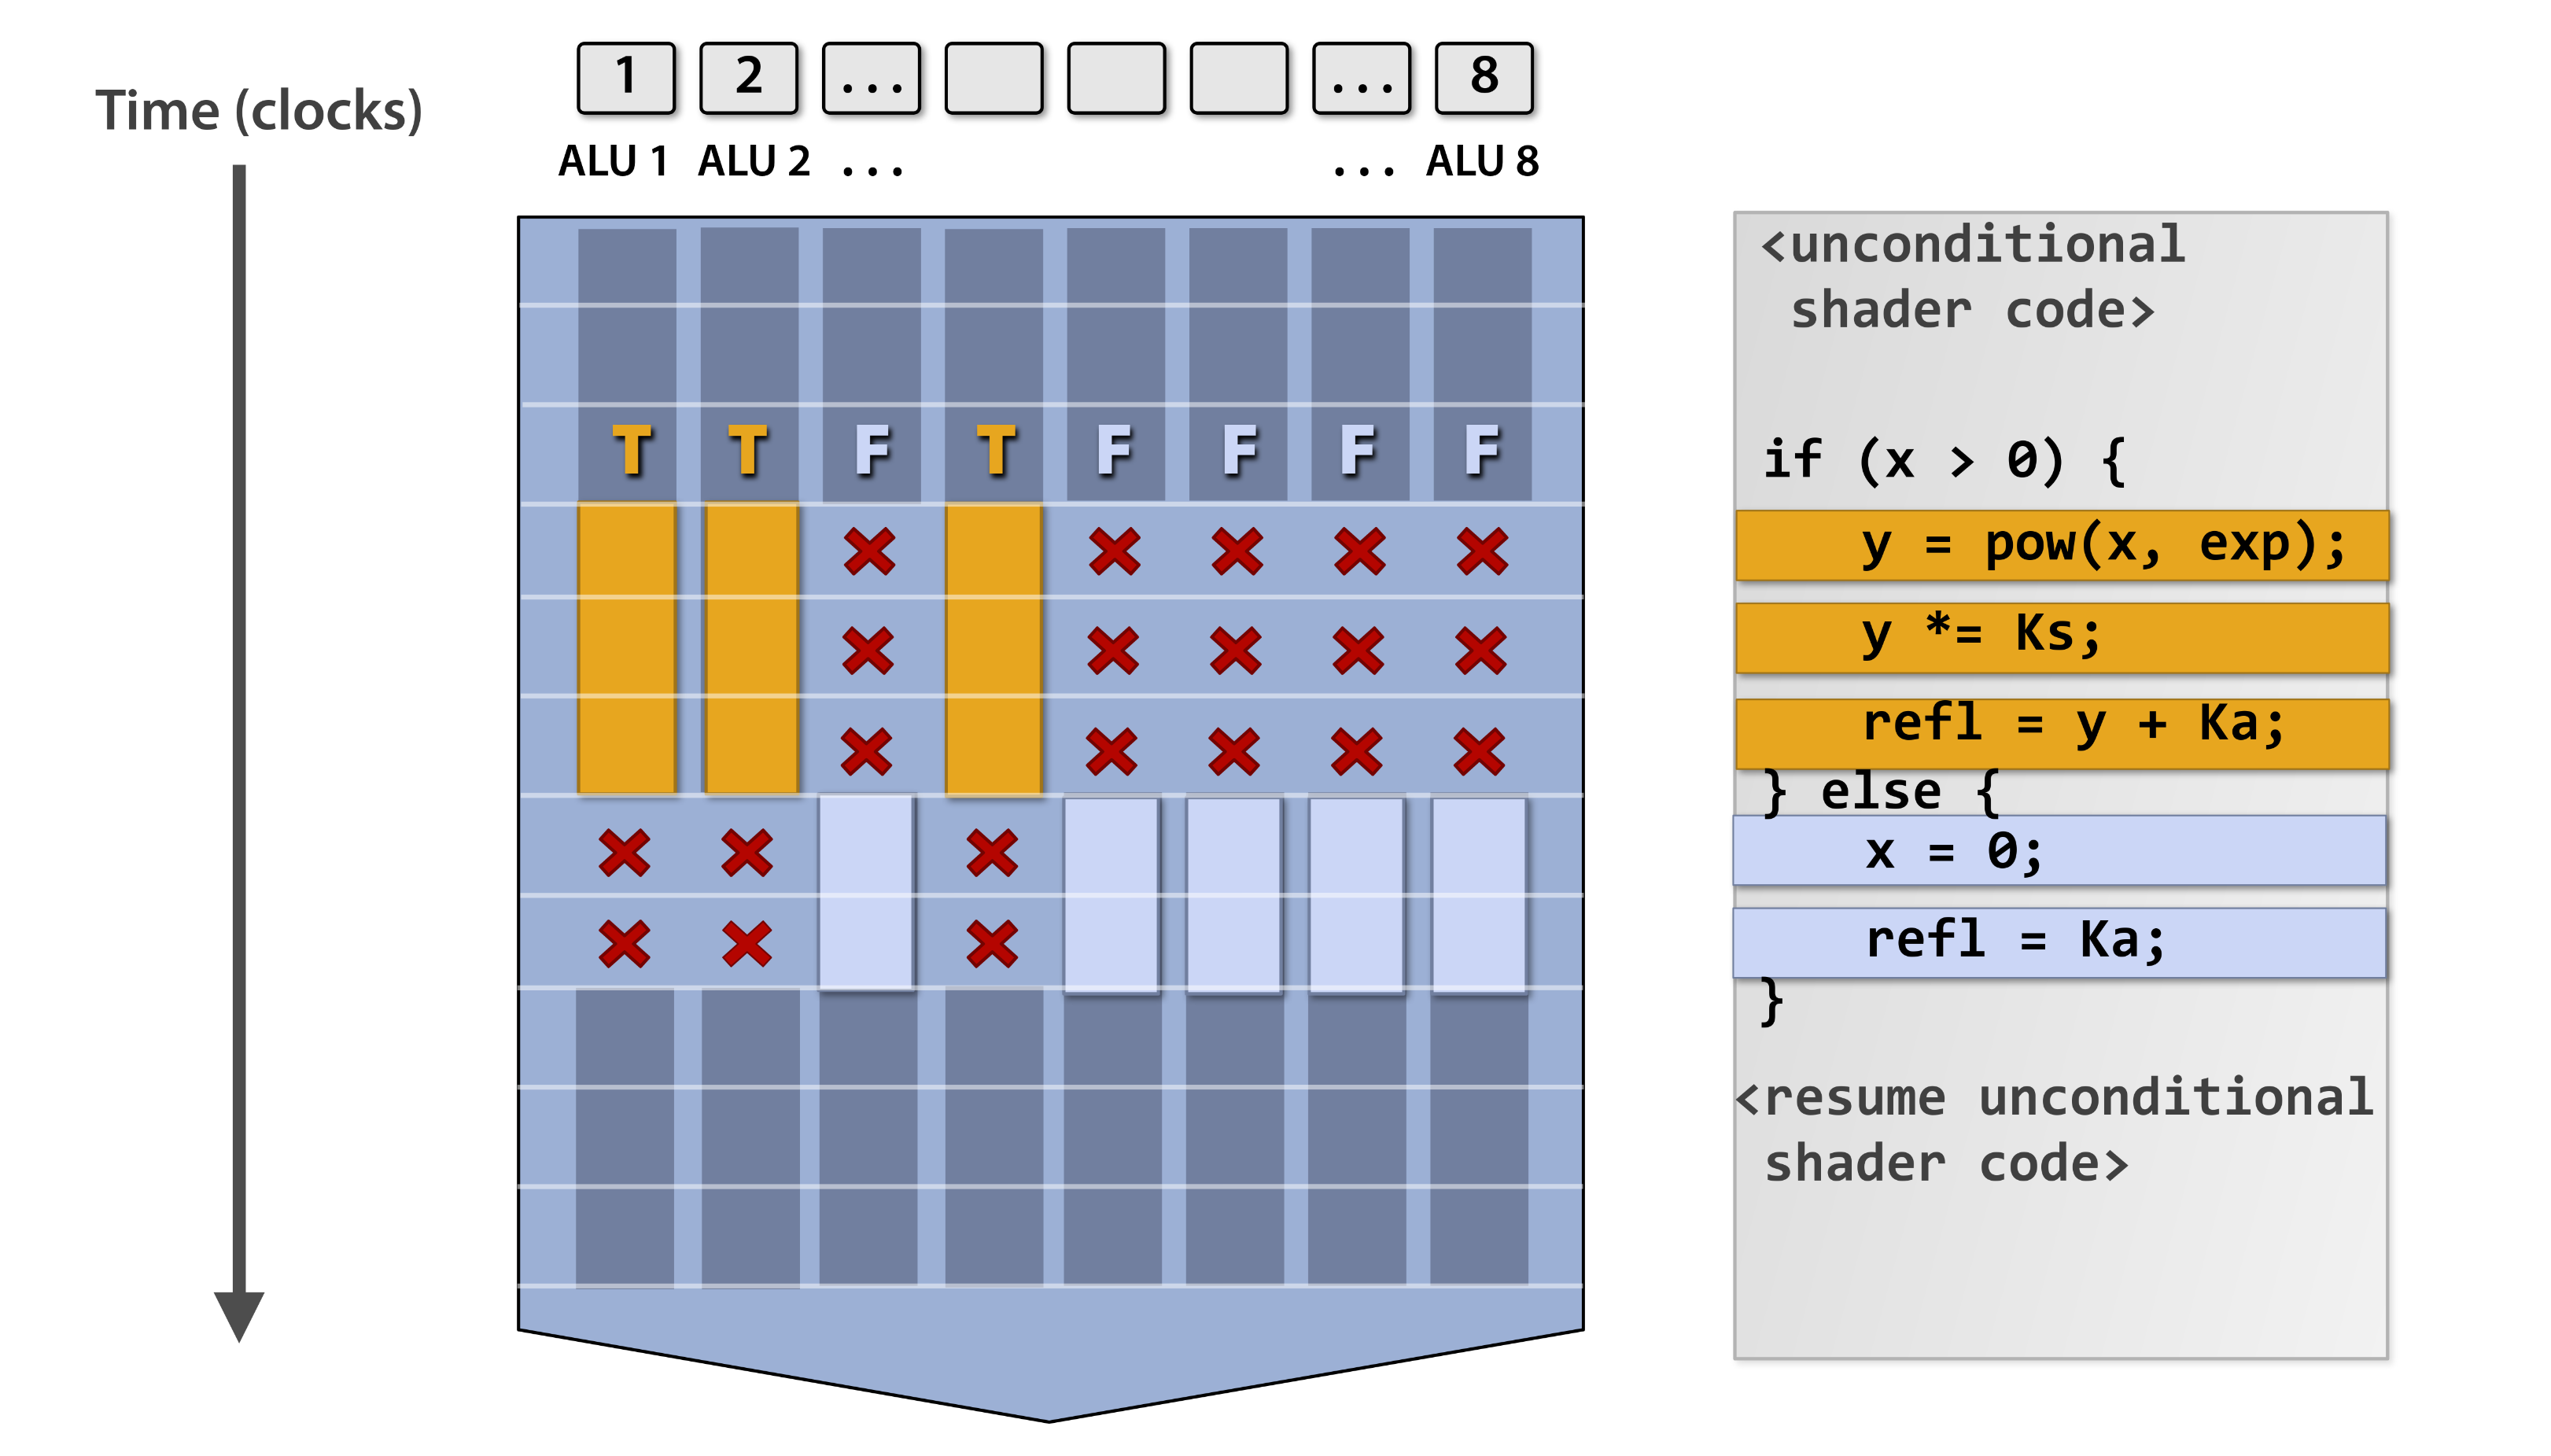 1 2 ... ... 8
Time (clocks)
ALU 1 ALU 2 ... ... ALU 8
T T F T F F F F
<unconditional
shader code>
if (x > 0) {
y = pow(x, exp);
y *= Ks;
refl = y + Ka;
} else {
x = 0;
refl = Ka;
}
<resume unconditional
shader code>